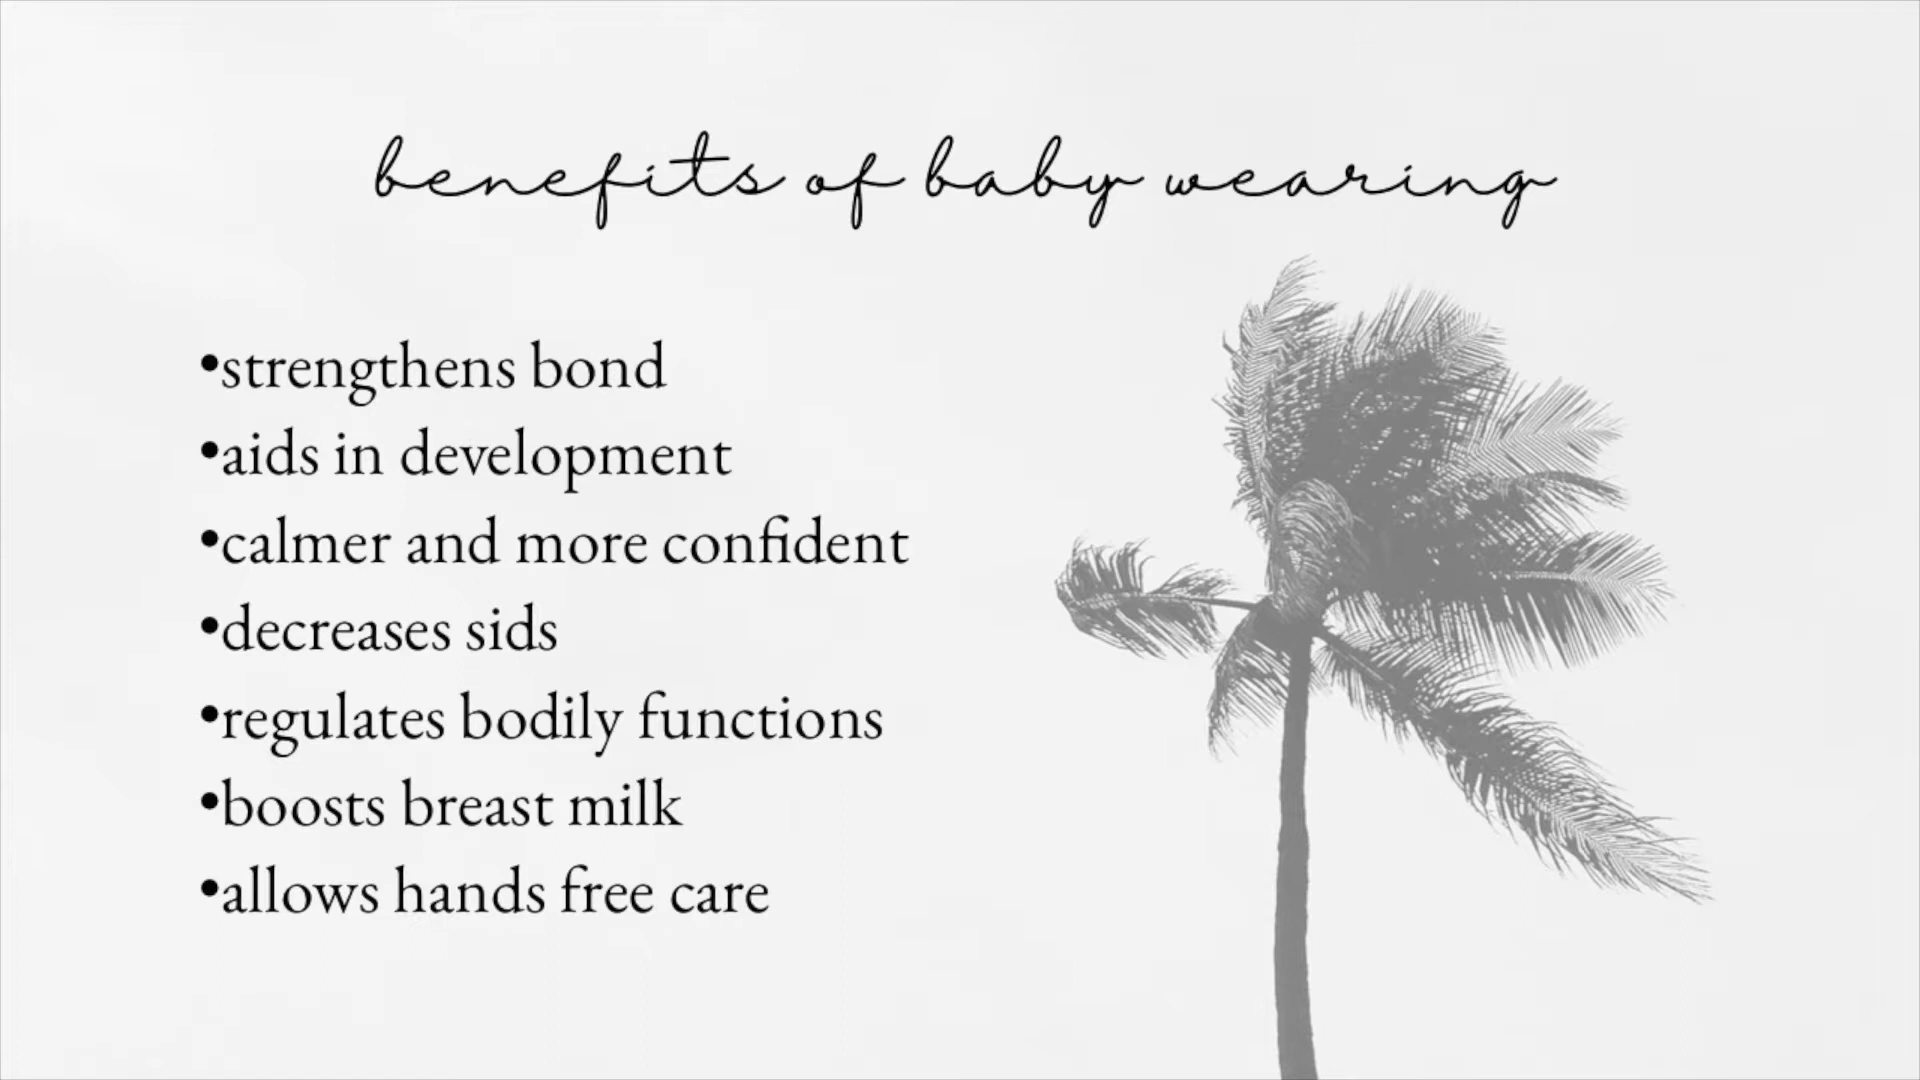 benefits of baby wearing
•strengthens bond
•aids in development
•calmer and more confident
•decreases sids
•regulates bodily functions
•boosts breast milk
•allows hands free care